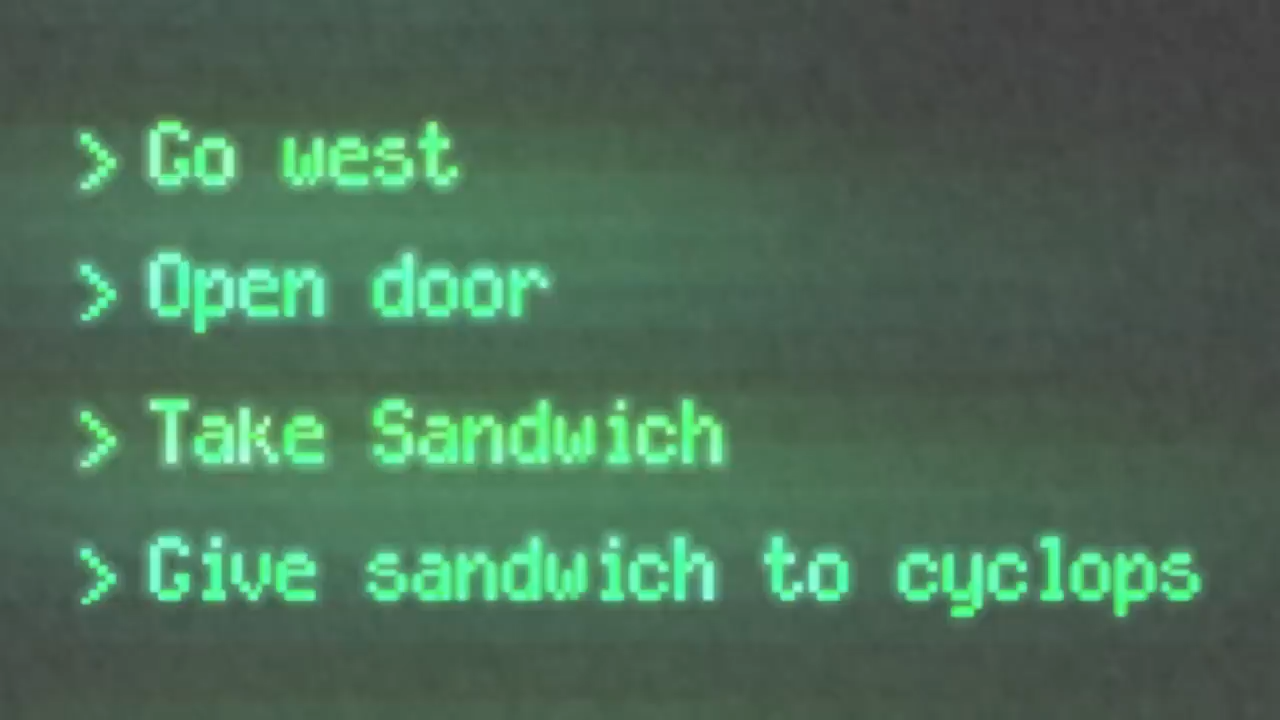 > Go west
> Open door
> Take Sandwich
> Give sandwich to cyclops